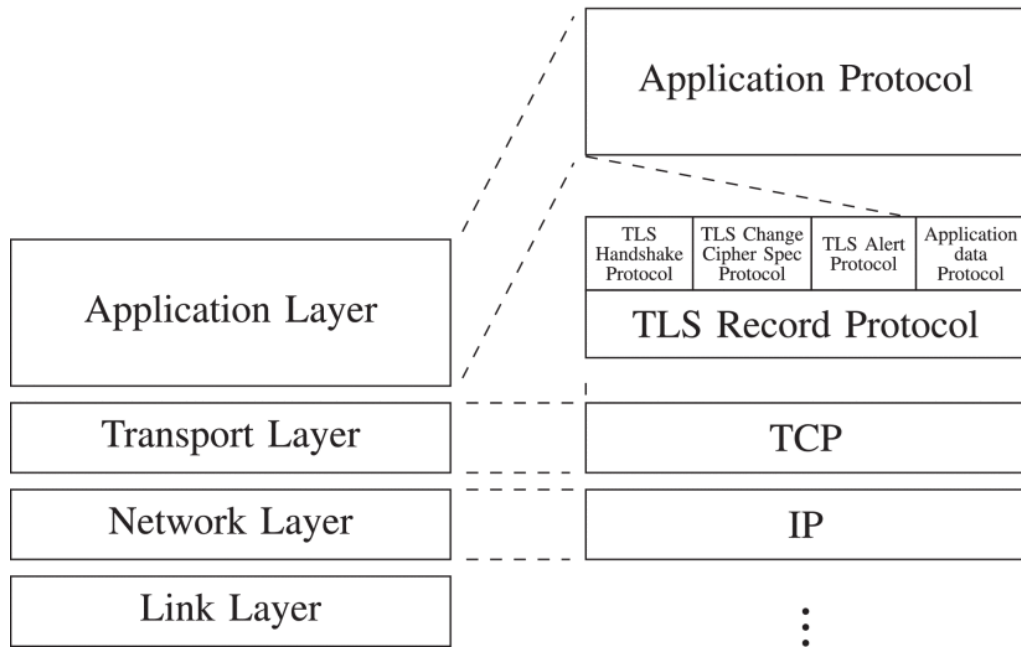 Application Protocol
TLS
Handshake
Protocol
TLS Change
Cipher Spec
Protocol
TLS Alert
Protocol
Application
data
Protocol
TLS Record Protocol
Application Layer
Transport Layer
TCP
Network Layer
IP
Link Layer